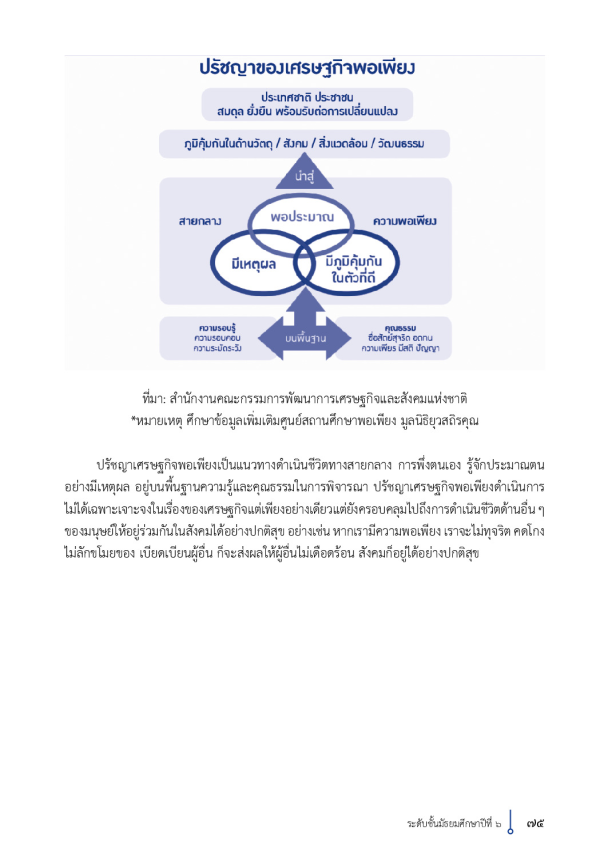 ปรัชญาของเศรษฐกิจพอเพียง
ประเทศชาติ ประชาชน
สมดุล ยั่งยืน พร้อมรับต่อการเปลี่ยนแปลง
ภูมิคุ้มกันในด้านวัตถุ / สังคม / สิ่งแวดล้อม / วัฒนธรรม
นำสู่
สายกลาง
พอประมาณ
ความพอเพียง
มีเหตุผล
มีภูมิคุ้มกัน
ในตัวที่ดี
ความรอบรู้
ความรอบคอบ
ความระมัดระวัง
บนพื้นฐาน
คุณธรรม
ซื่อสัตย์สุจริต อดทน
ความเพียร มีสติ ปัญญา
ที่มา: สำนักงานคณะกรรมการพัฒนาการเศรษฐกิจและสังคมแห่งชาติ
*หมายเหตุ ศึกษาข้อมูลเพิ่มเติมศูนย์สถานศึกษาพอเพียง มูลนิธิยุวสถิรคุณ
ปรัชญาเศรษฐกิจพอเพียงเป็นแนวทางดำเนินชีวิตทางสายกลาง การพึ่งตนเอง รู้จักประมาณตน
อย่างมีเหตุผล อยู่บนพื้นฐานความรู้และคุณธรรมในการพิจารณา ปรัชญาเศรษฐกิจพอเพียงดำเนินการ
ไม่ได้เฉพาะเจาะจงในเรื่องของเศรษฐกิจแต่เพียงอย่างเดียวแต่ยังครอบคลุมไปถึงการดำเนินชีวิตด้านอื่น ๆ
ของมนุษย์ให้อยู่ร่วมกันในสังคมได้อย่างปกติสุข อย่างเช่น หากเรามีความพอเพียง เราจะไม่ทุจริต คดโกง
ไม่ลักขโมยของ เบียดเบียนผู้อื่น ก็จะส่งผลให้ผู้อื่นไม่เดือดร้อน สังคมก็อยู่ได้อย่างปกติสุข
ระดับชั้นมัธยมศึกษาปีที่ ๖ ๗๕